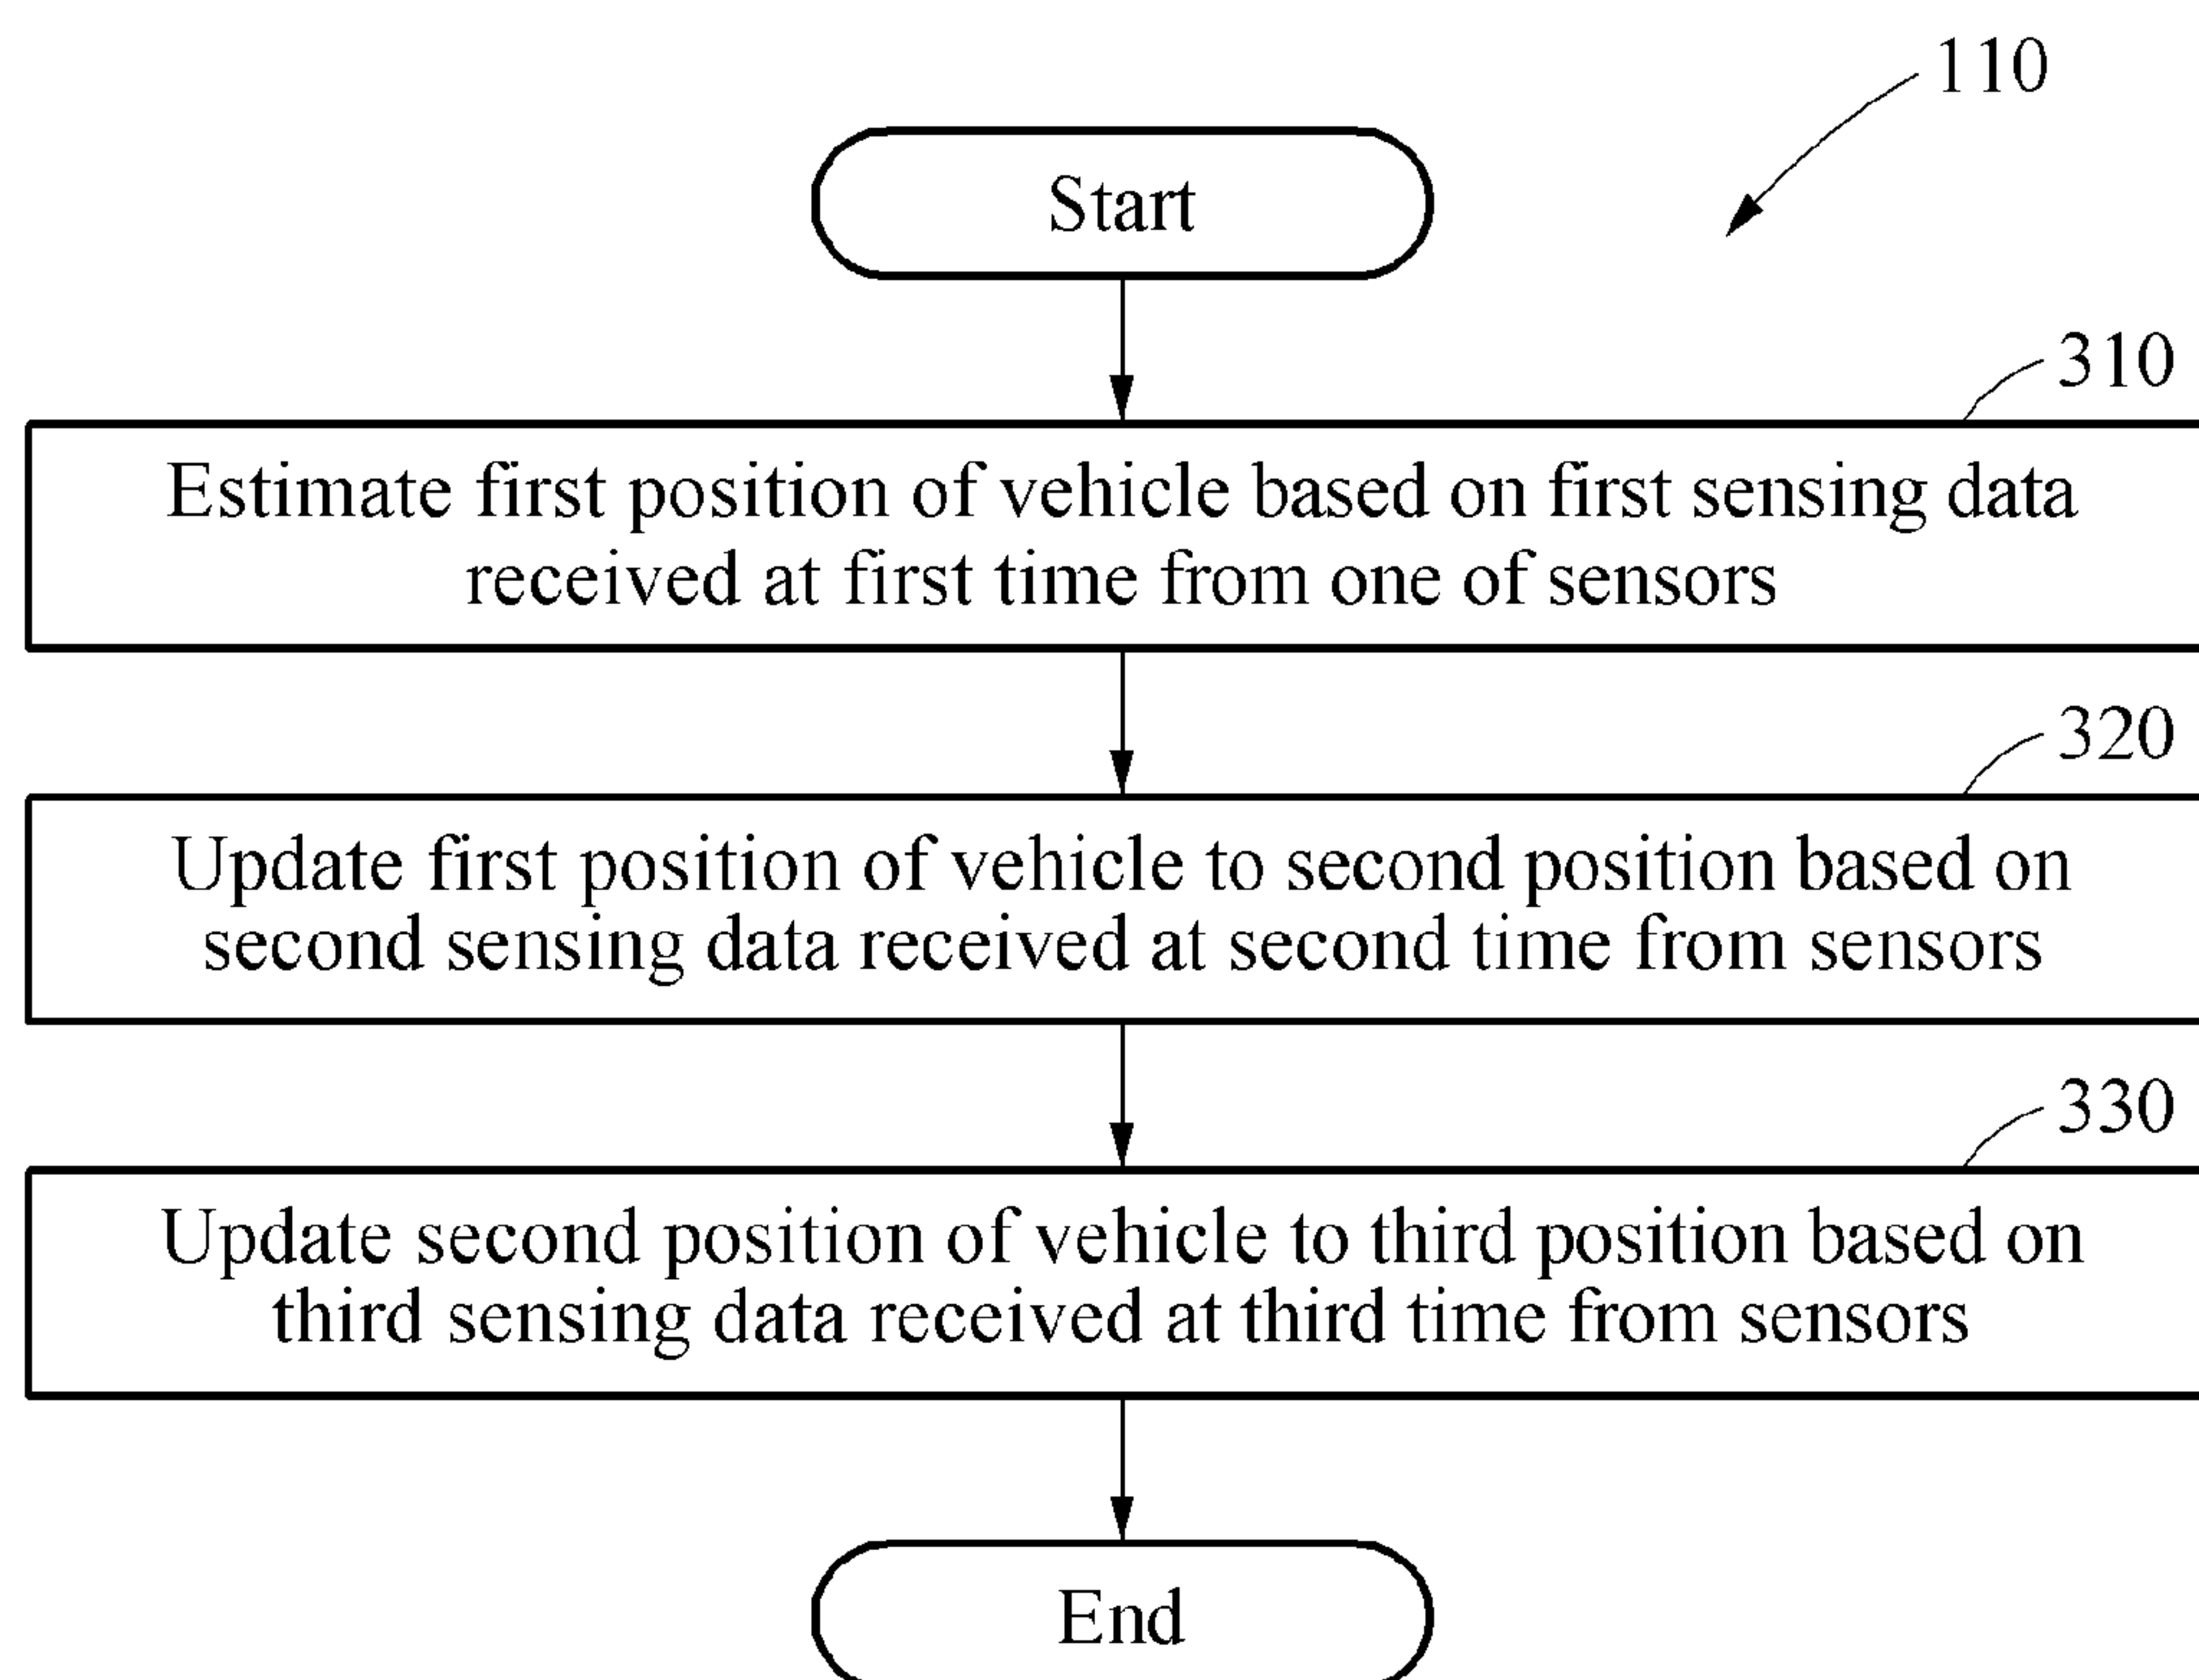 110
Start
310
Estimate first position of vehicle based on first sensing data
received at first time from one of sensors
320
Update first position of vehicle to second position based on
second sensing data received at second time from sensors
330
Update second position of vehicle to third position based on
third sensing data received at third time from sensors
End